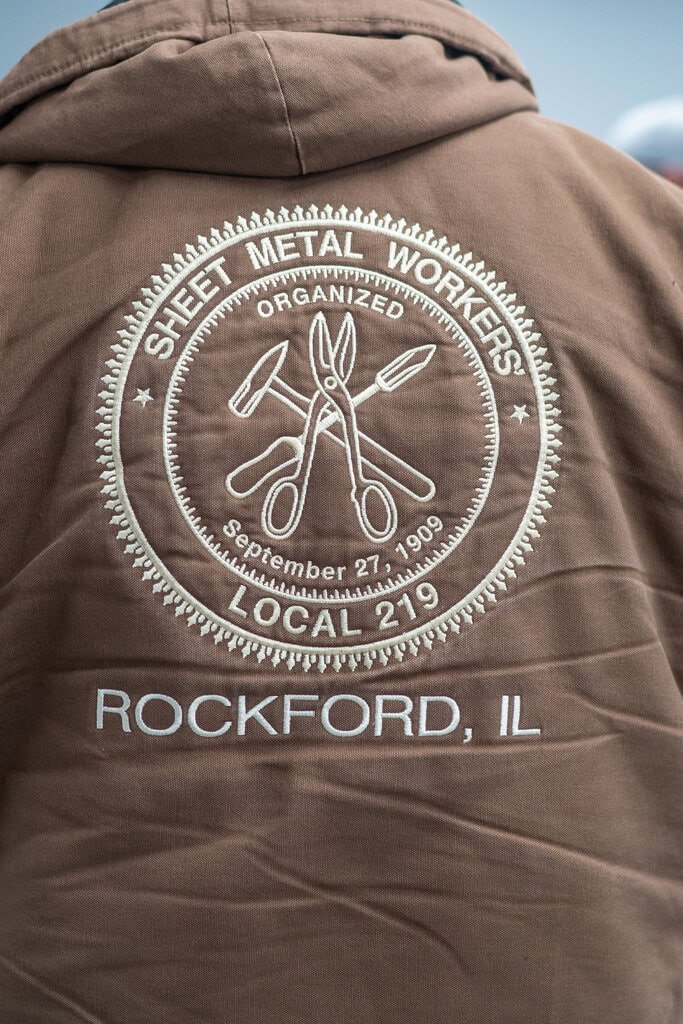 SHEET METAL WORKERS'
ORGANIZED
September 27, 1909
LOCAL 219
ROCKFORD, IL